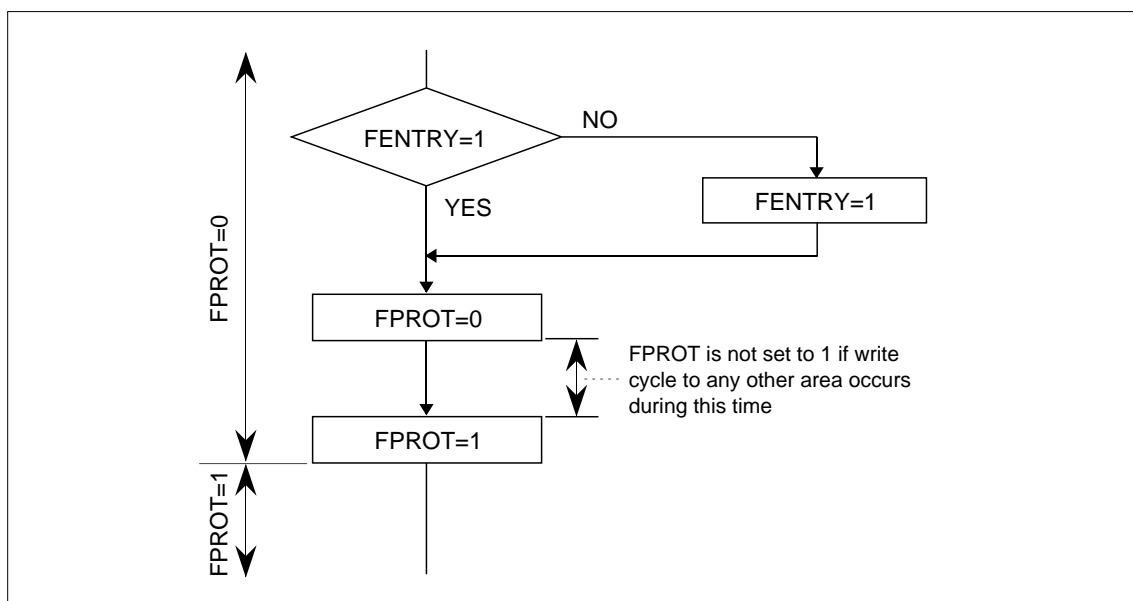 FENTRY=1
NO
FENTRY=1
YES
FPROT=0
FPROT=0
FPROT is not set to 1 if write
cycle to any other area occurs
during this time
FPROT=1
FPROT=1